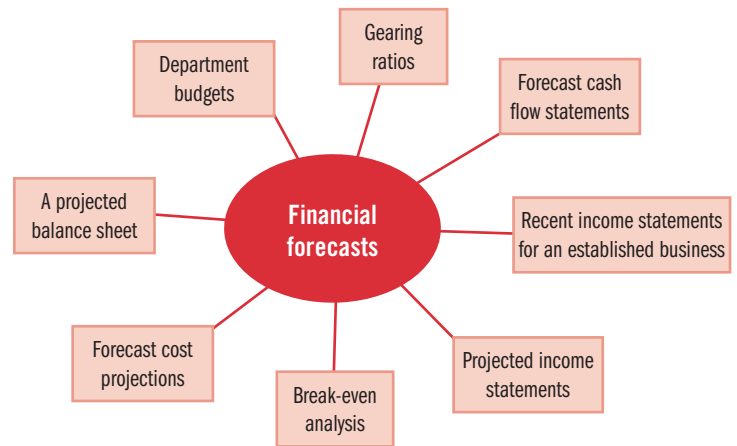 Gearing
ratios
Department
budgets
Forecast cash
flow statements
A projected
balance sheet
Financial
forecasts
Recent income statements
for an established business
Forecast cost
projections
Projected income
statements
Break-even
analysis